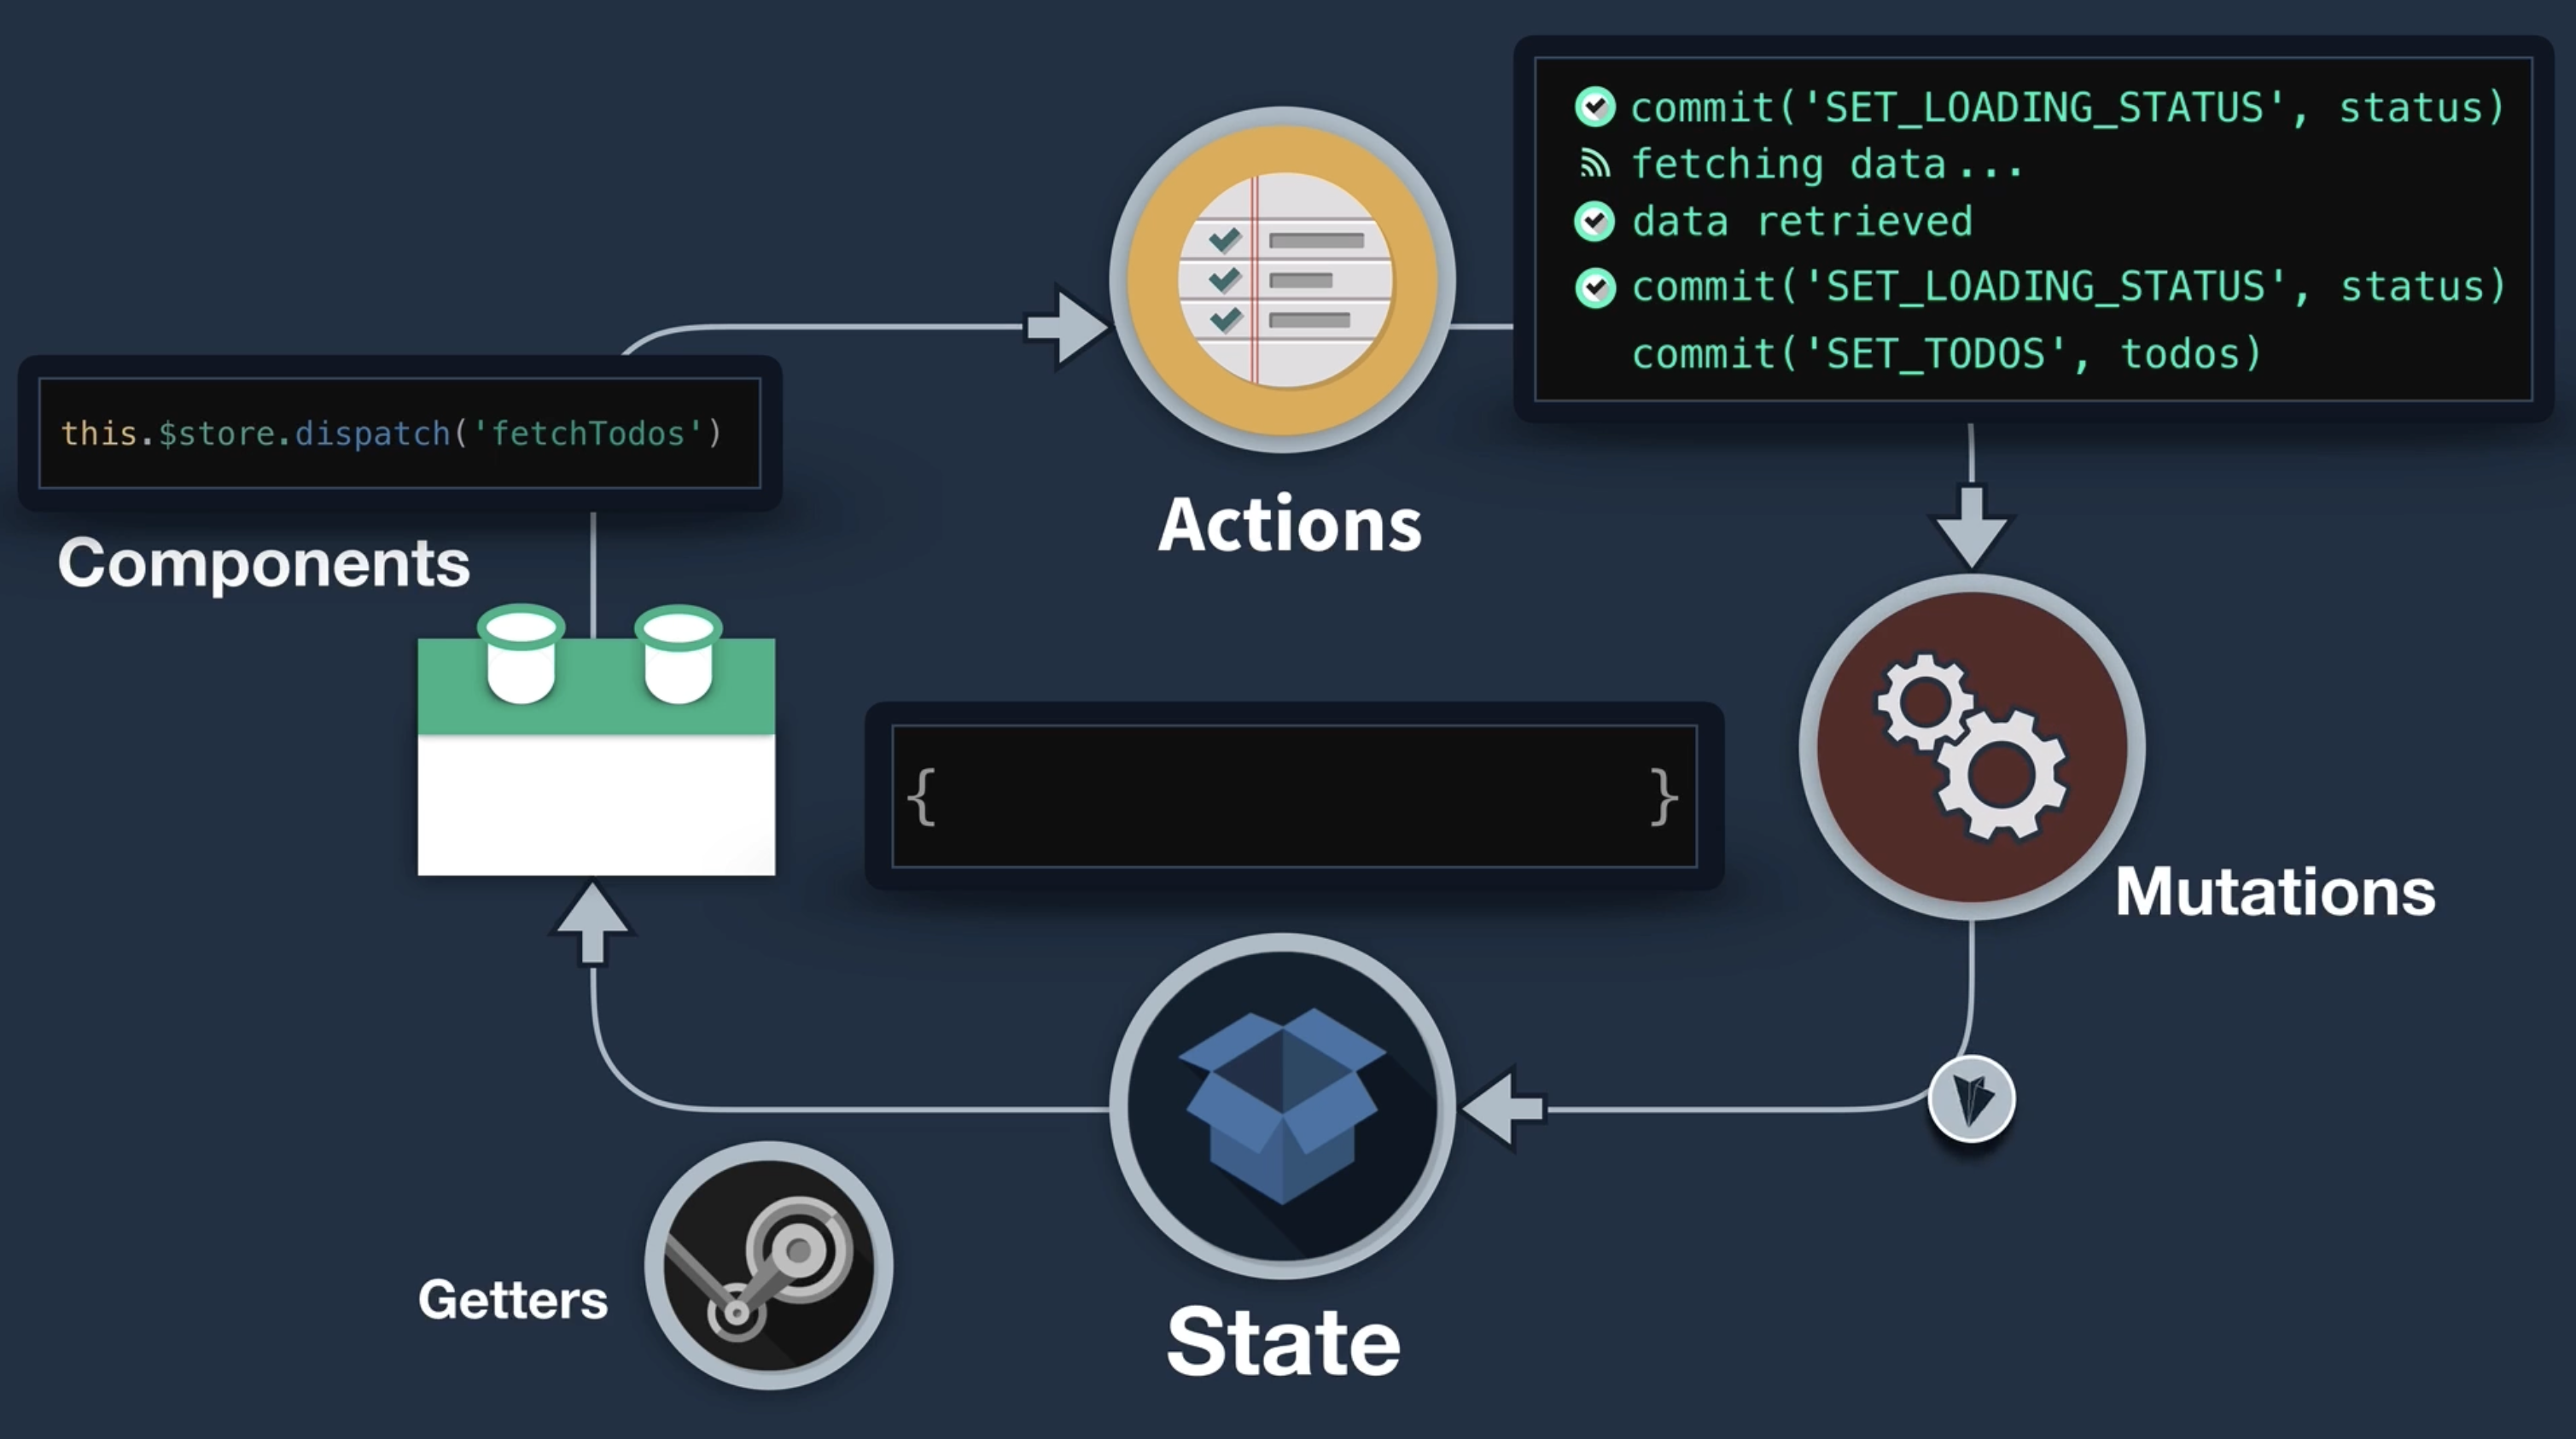 commit('SET_LOADING_STATUS', status)
fetching data...
data retrieved
commit('SET_LOADING_STATUS', status)
commit('SET_TODOS', todos)
this.$store.dispatch('fetchTodos')
Actions
Components
{ }
Mutations
Getters
State